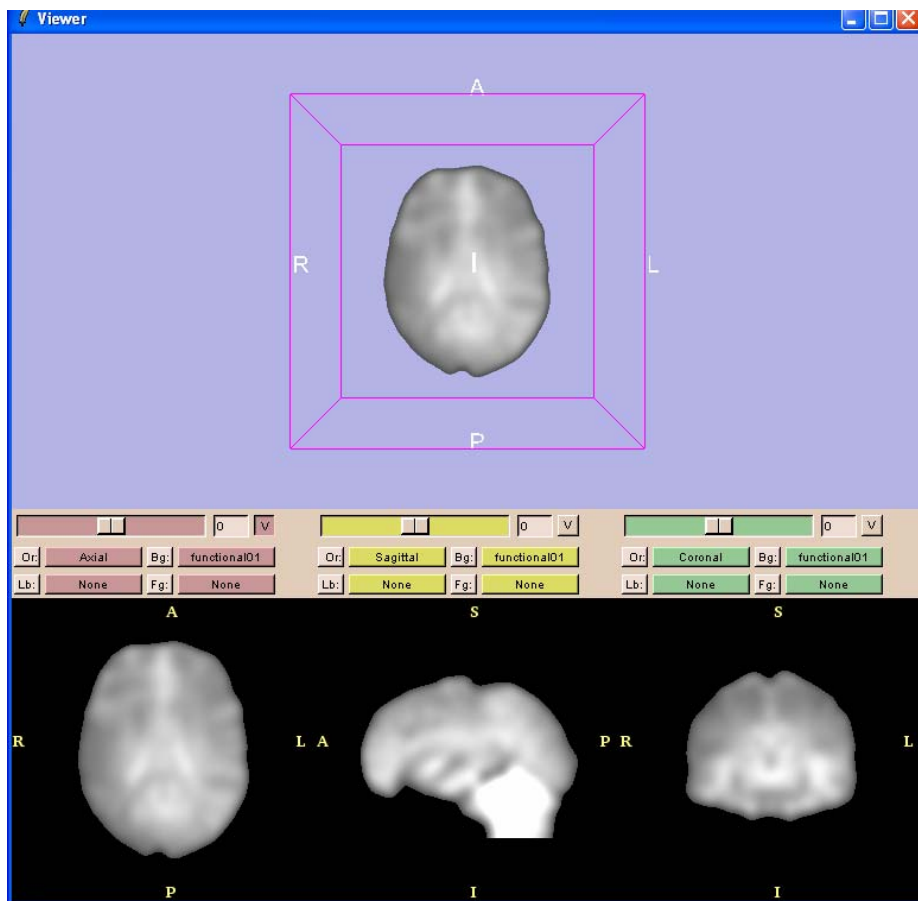 Viewer
A
R I L
P
0 V 0 V 0 V
Or: Axial Bg: functional01 Or: Sagittal Bg: functional01 Or: Coronal Bg: functional01
Lb: None Fg: None Lb: None Fg: None Lb: None Fg: None
A S S
R L A P R L
P I I